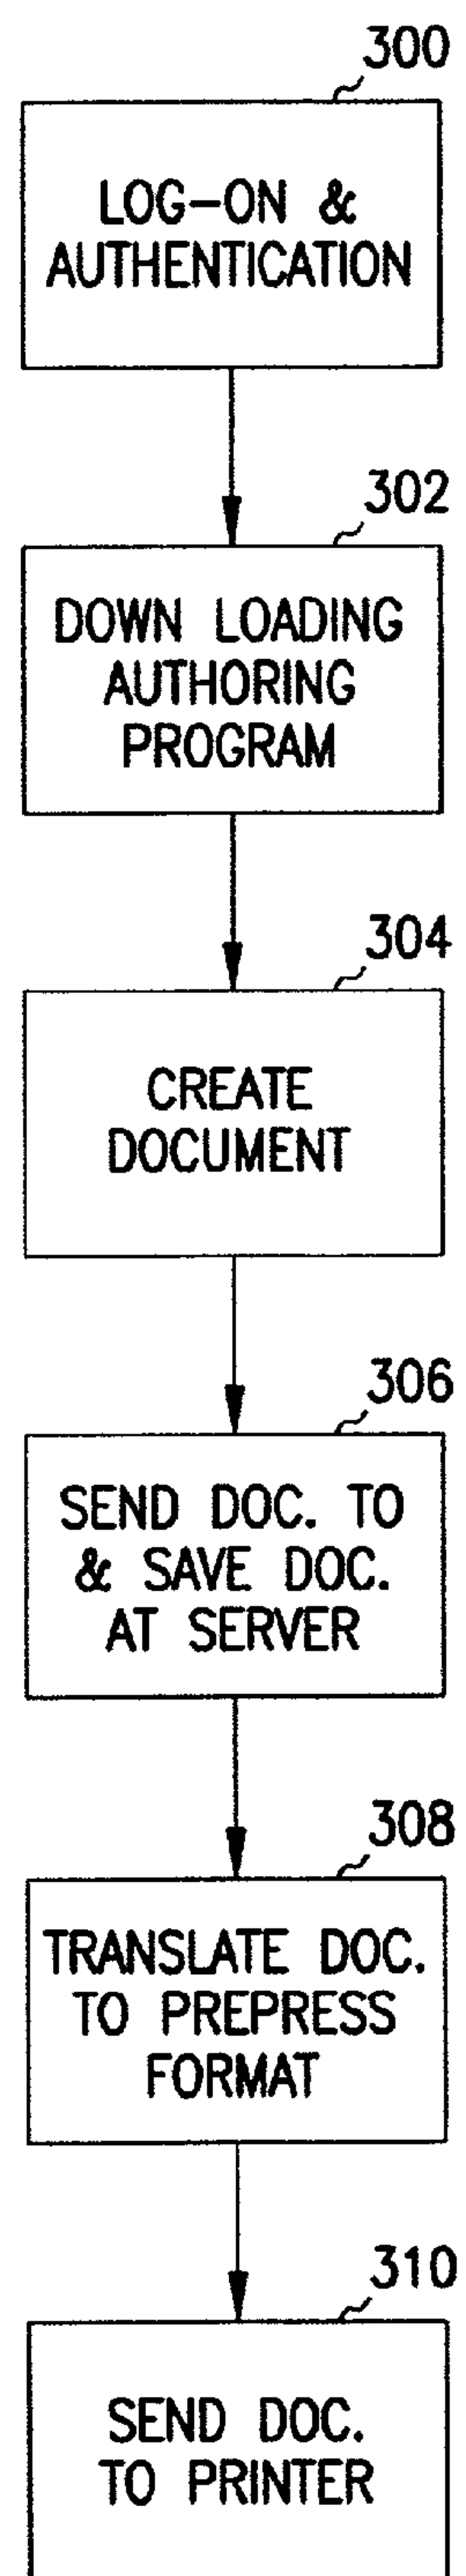 300
LOG-ON &
AUTHENTICATION
302
DOWN LOADING
AUTHORING
PROGRAM
304
CREATE
DOCUMENT
306
SEND DOC. TO
& SAVE DOC.
AT SERVER
308
TRANSLATE DOC.
TO PREPRESS
FORMAT
310
SEND DOC.
TO PRINTER